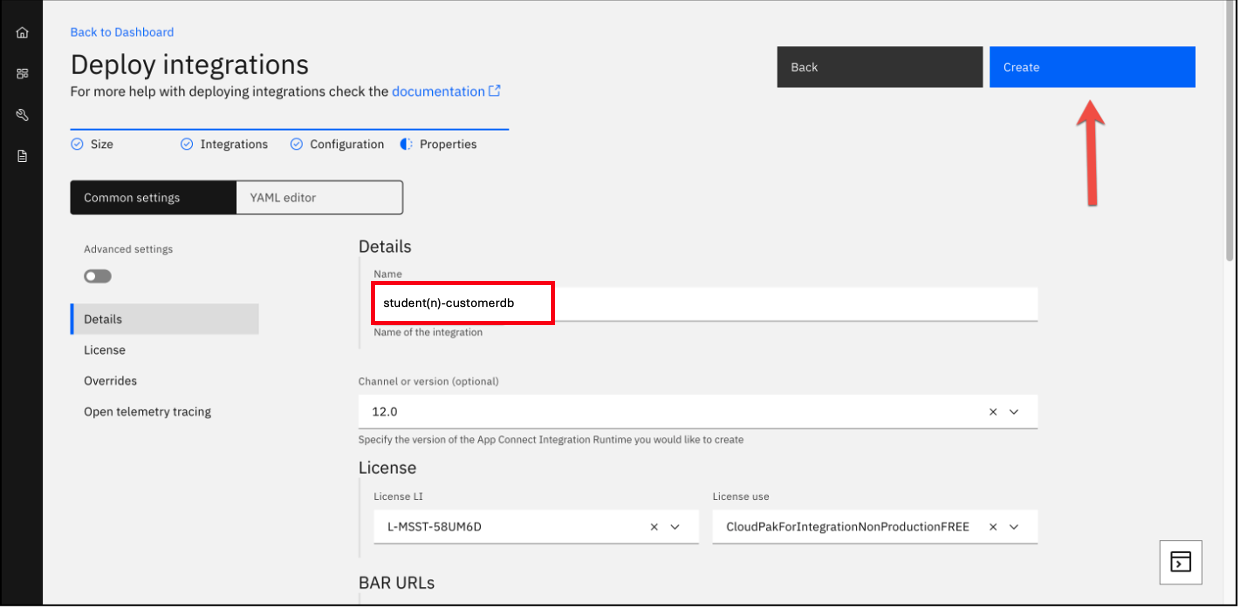 Back to Dashboard
Deploy integrations
For more help with deploying integrations check the documentation
Back
Create
Size
Integrations
Configuration
Properties
Common settings
YAML editor
Advanced settings
Details
License
Overrides
Open telemetry tracing
Details
Name
student(n)-customerdb
Name of the integration
Channel or version (optional)
12.0
Specify the version of the App Connect Integration Runtime you would like to create
License
License LI
License use
L-MSST-58UM6D
CloudPakForIntegrationNonProductionFREE
BAR URLs